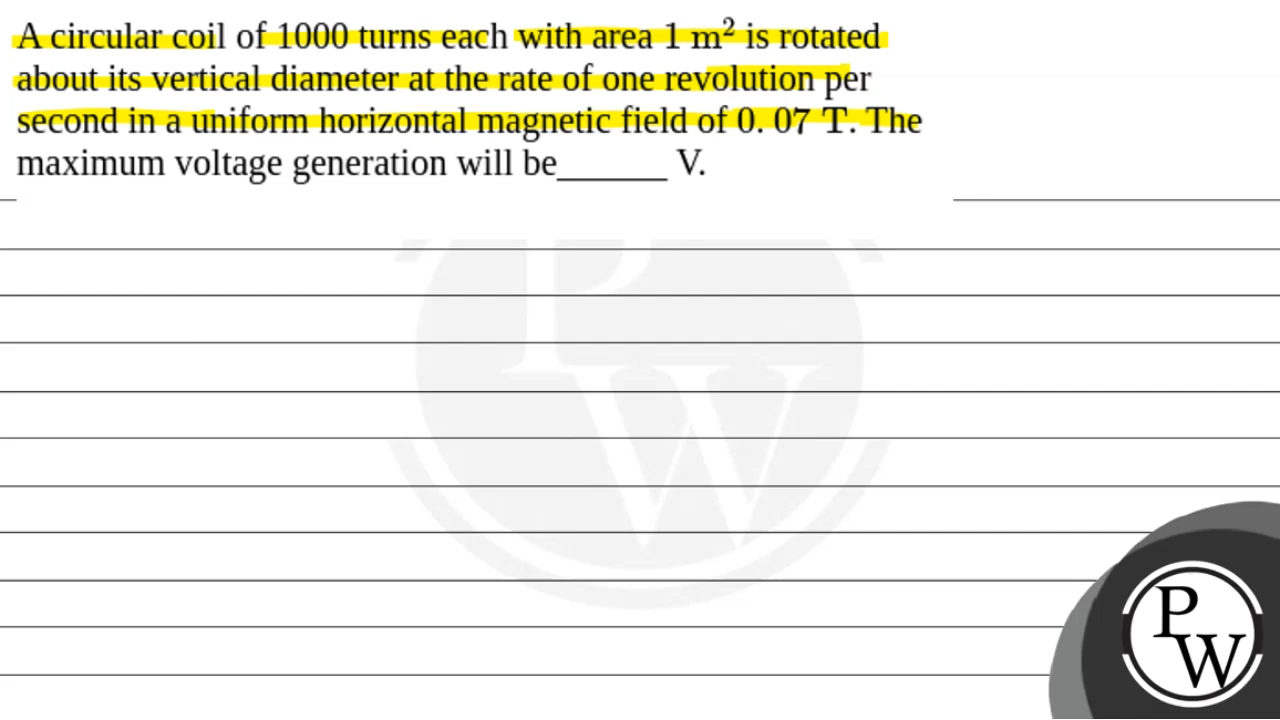 A circular coil of 1000 turns each with area 1 m² is rotated
about its vertical diameter at the rate of one revolution per
second in a uniform horizontal magnetic field of 0. 07 T. The
maximum voltage generation will be______ V.
P
W
P
W